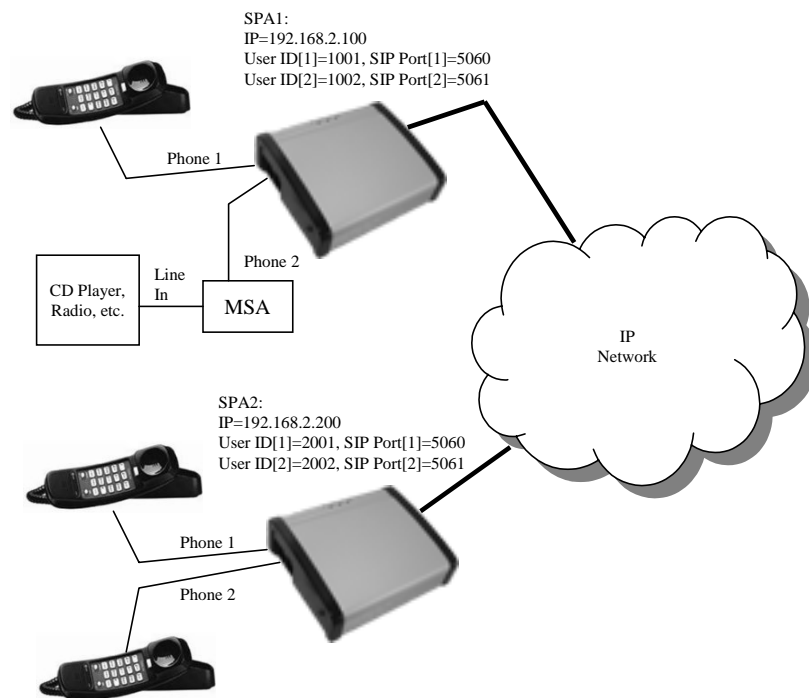 SPA1:
IP=192.168.2.100
User ID[1]=1001, SIP Port[1]=5060
User ID[2]=1002, SIP Port[2]=5061
Phone 1
Phone 2
CD Player,
Radio, etc.
Line
In
MSA
IP
Network
SPA2:
IP=192.168.2.200
User ID[1]=2001, SIP Port[1]=5060
User ID[2]=2002, SIP Port[2]=5061
Phone 1
Phone 2